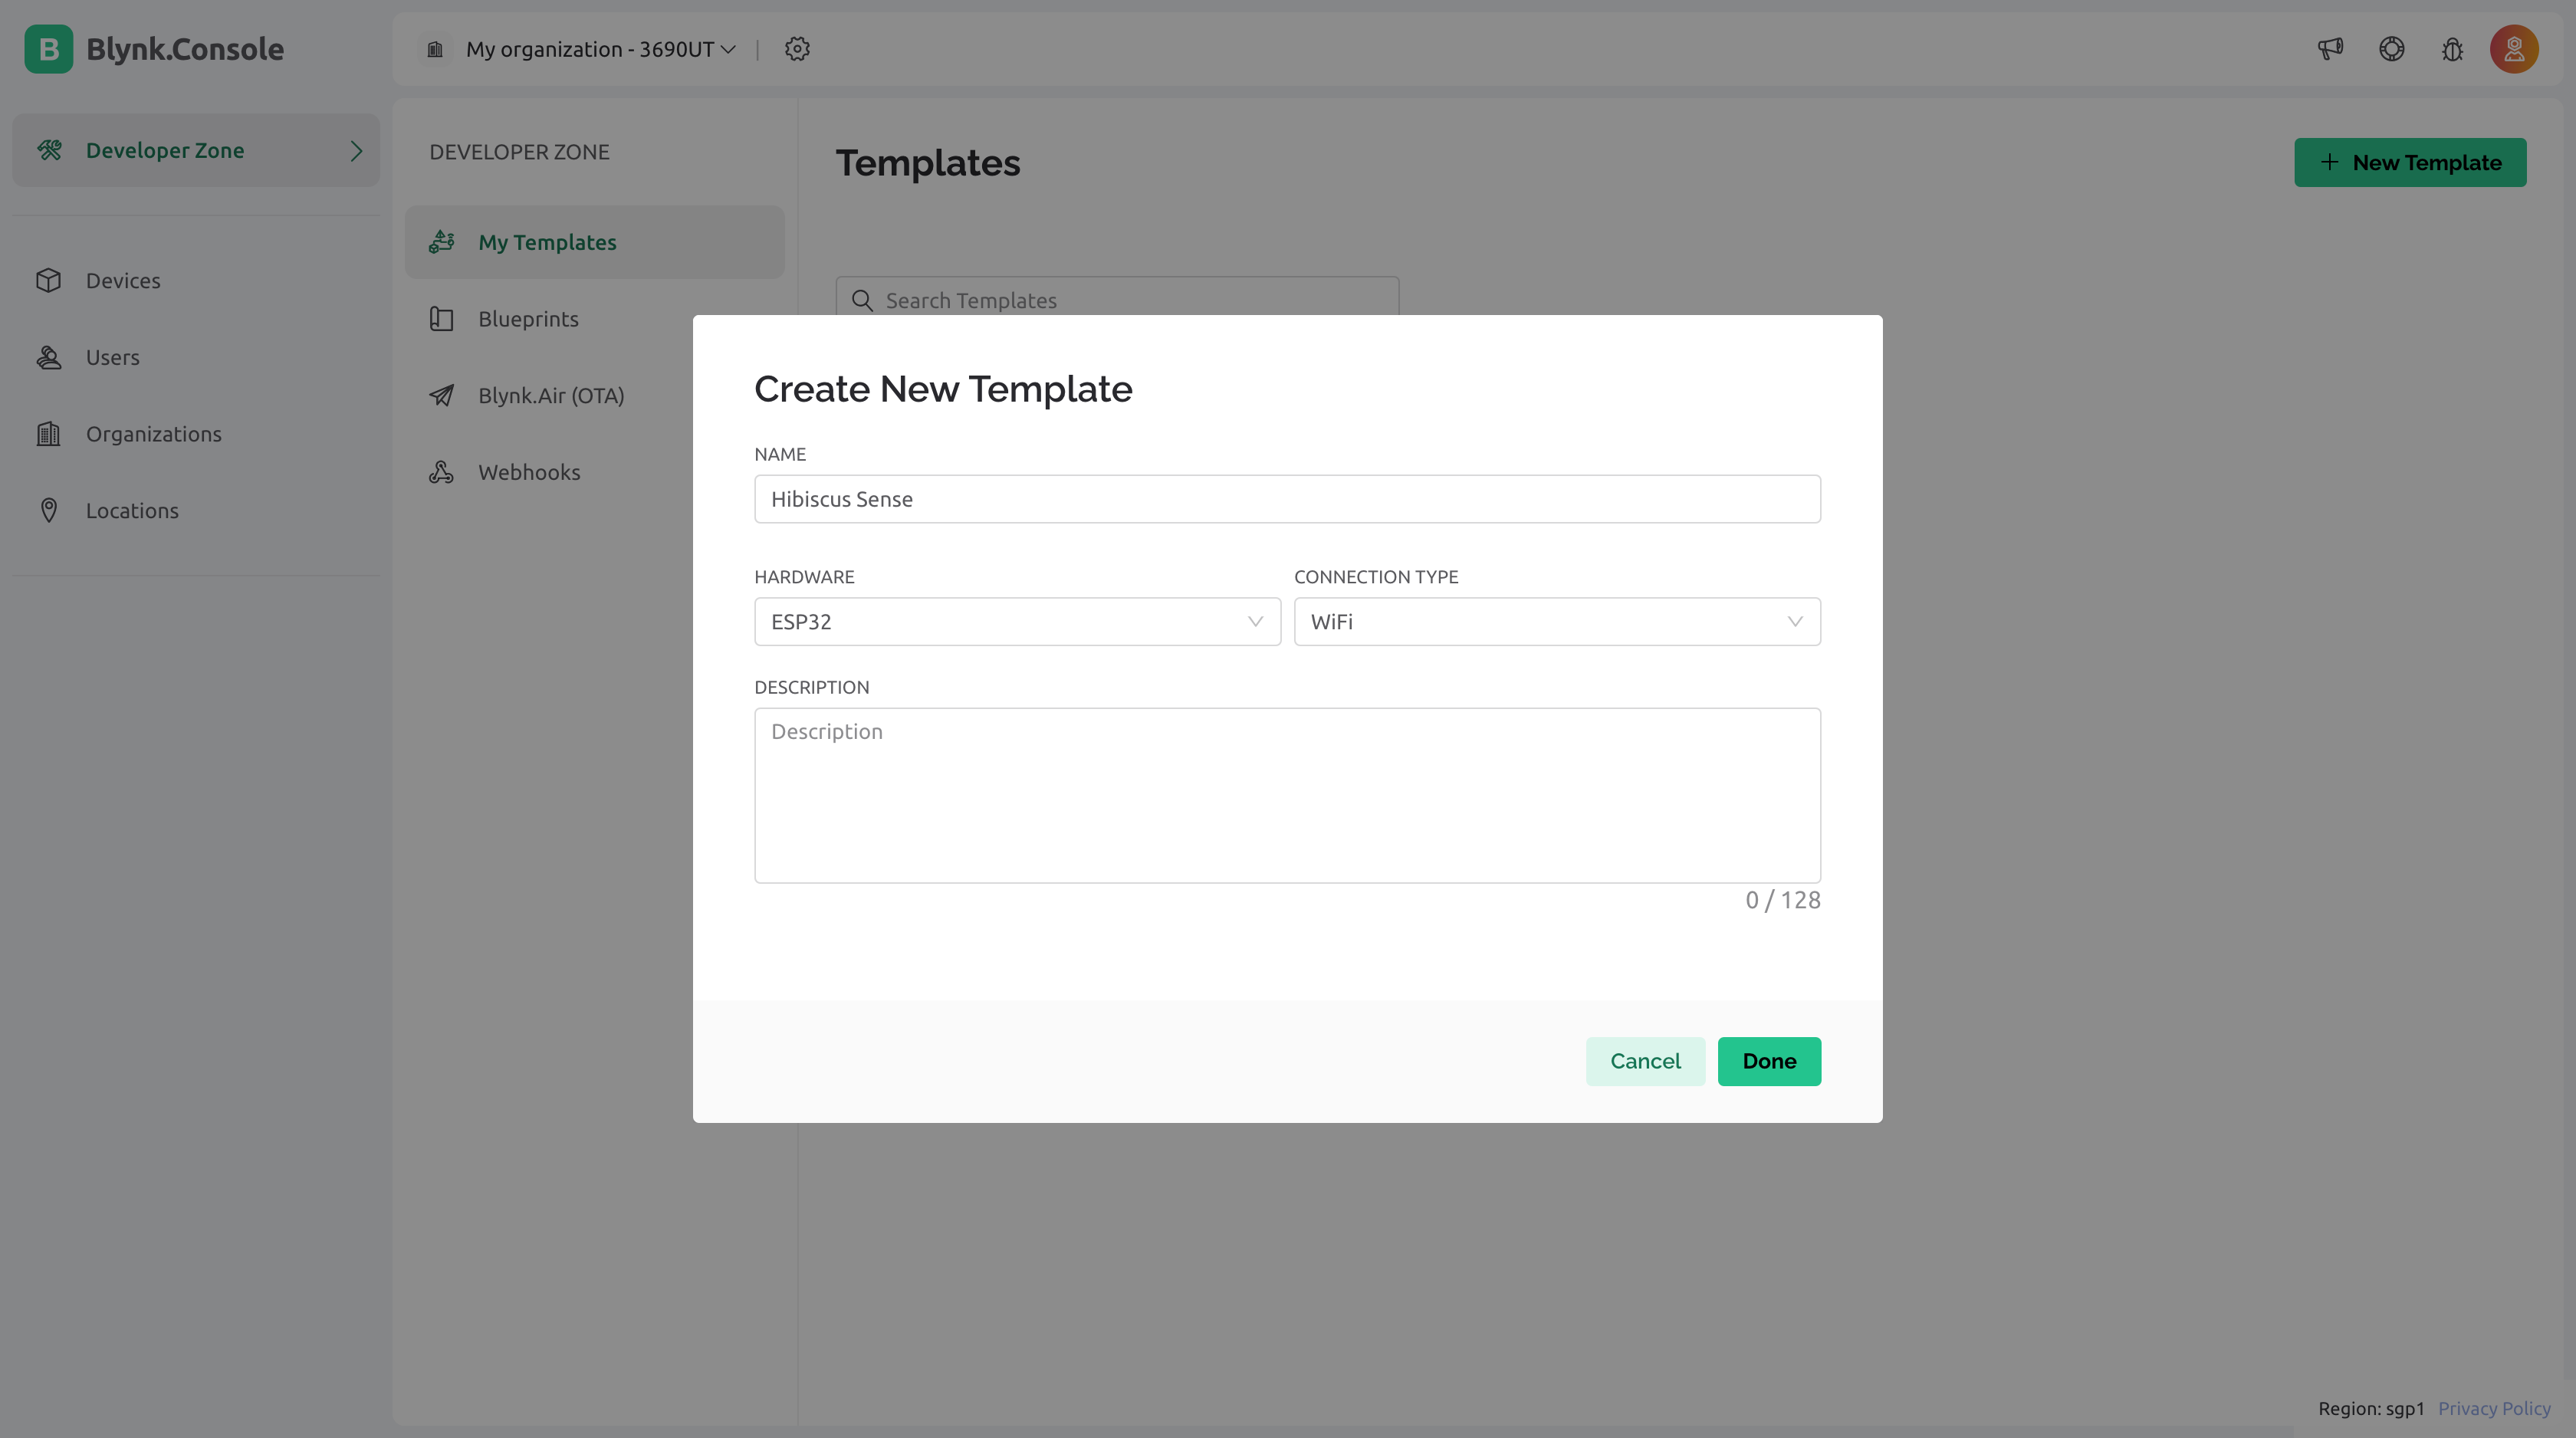 B Blynk.Console
My organization - 3690UT
Developer Zone
Devices
Users
Organizations
Locations
DEVELOPER ZONE
My Templates
Blueprints
Blynk.Air (OTA)
Webhooks
Templates
New Template
Search Templates
Create New Template
NAME
Hibiscus Sense
HARDWARE
CONNECTION TYPE
ESP32
WiFi
DESCRIPTION
Description
0 / 128
Cancel
Done
Region: sgp1 Privacy Policy